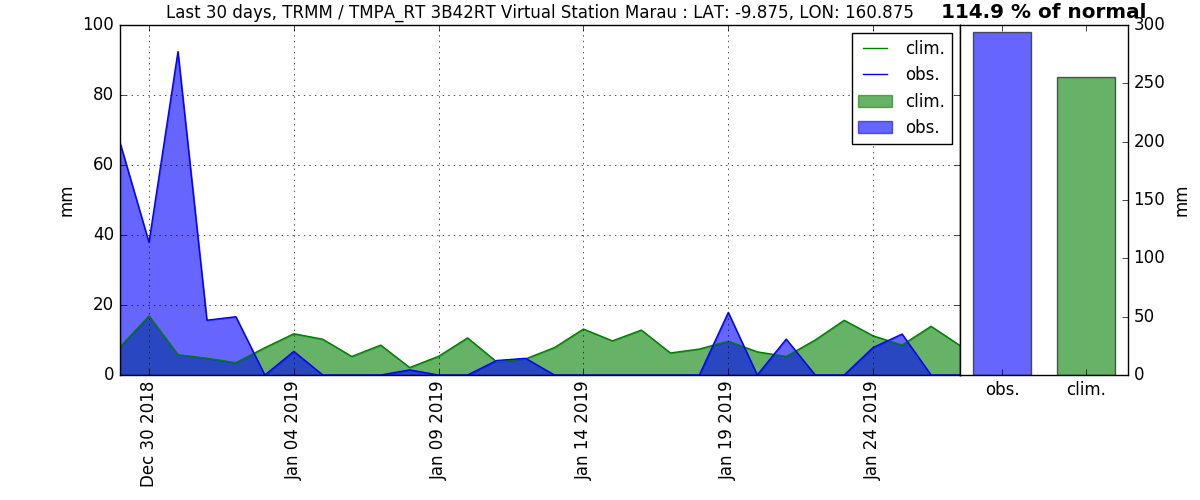 Last 30 days, TRMM / TMPA_RT 3B42RT Virtual Station Marau : LAT: -9.875, LON: 160.875
114.9 % of normal
100
80
60
40
20
0
mm
clim.
obs.
clim.
obs.
Dec 30 2018
Jan 04 2019
Jan 09 2019
Jan 14 2019
Jan 19 2019
Jan 24 2019
300
250
200
150
100
50
0
mm
obs.
clim.